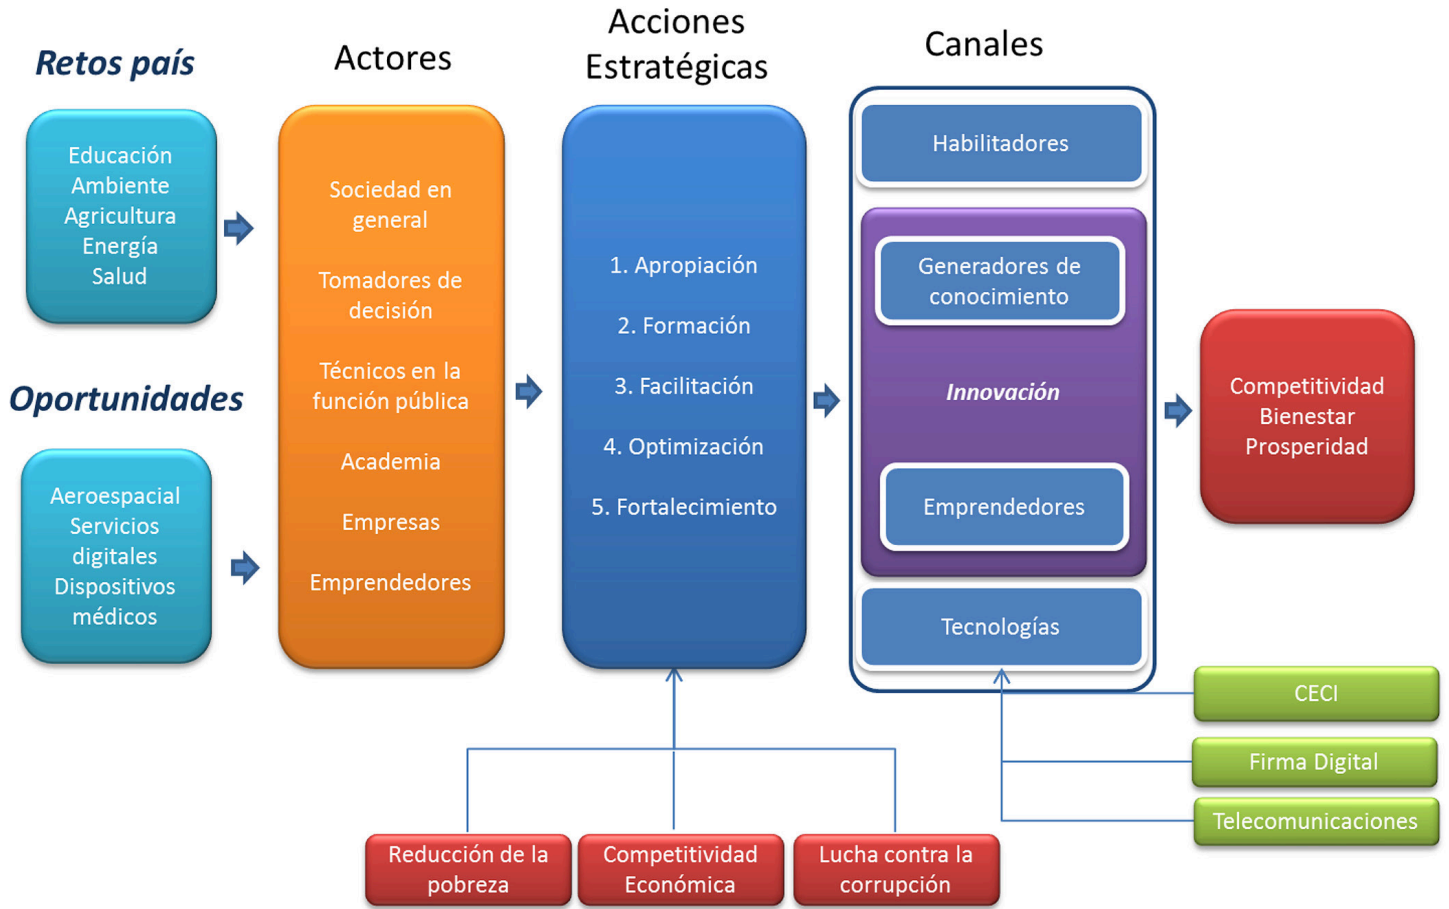 Retos país
Educación
Ambiente
Agricultura
Energía
Salud
Oportunidades
Aeroespacial
Servicios
digitales
Dispositivos
médicos
Actores
Sociedad en
general
Tomadores de
decisión
Técnicos en la
función pública
Academia
Empresas
Emprendedores
Acciones
Estratégicas
1. Apropiación
2. Formación
3. Facilitación
4. Optimización
5. Fortalecimiento
Canales
Habilitadores
Generadores de
conocimiento
Innovación
Emprendedores
Tecnologías
Competitividad
Bienestar
Prosperidad
CECI
Firma Digital
Telecomunicaciones
Reducción de la
pobreza
Competitividad
Económica
Lucha contra la
corrupción